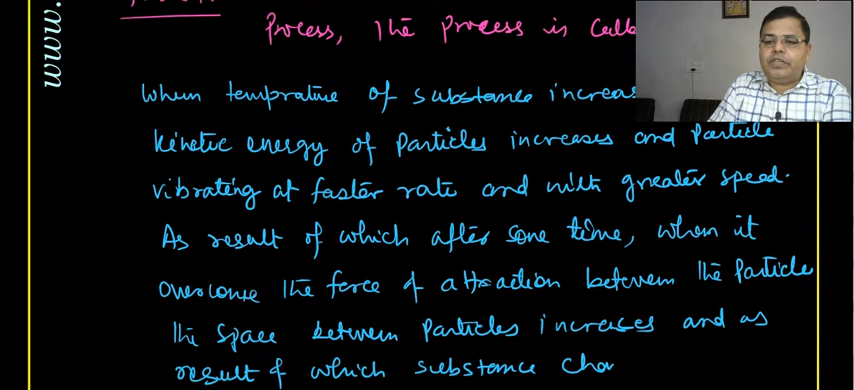 www.
Process, the process is calle
When temprature of substance increas
kinetic energy of particles increases and particle
vibrating at faster rate and with greater speed.
As result of which after some time, when it
overcome the force of attraction between the particle
the space between particles increases and as
result of which substance cha